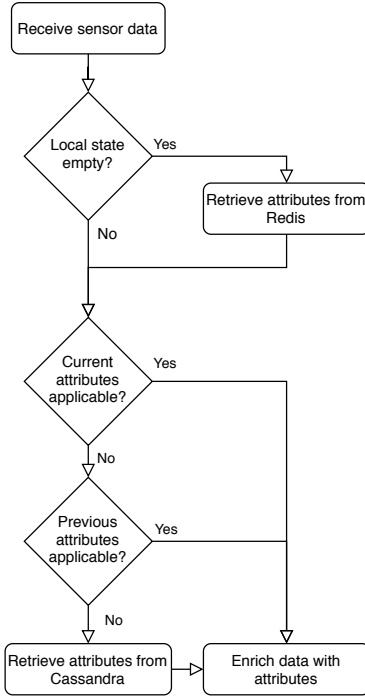 Receive sensor data
Local state
empty?
Yes
Retrieve attributes from
Redis
No
Current
attributes
applicable?
Yes
No
Previous
attributes
applicable?
Yes
No
Retrieve attributes from
Cassandra
Enrich data with
attributes